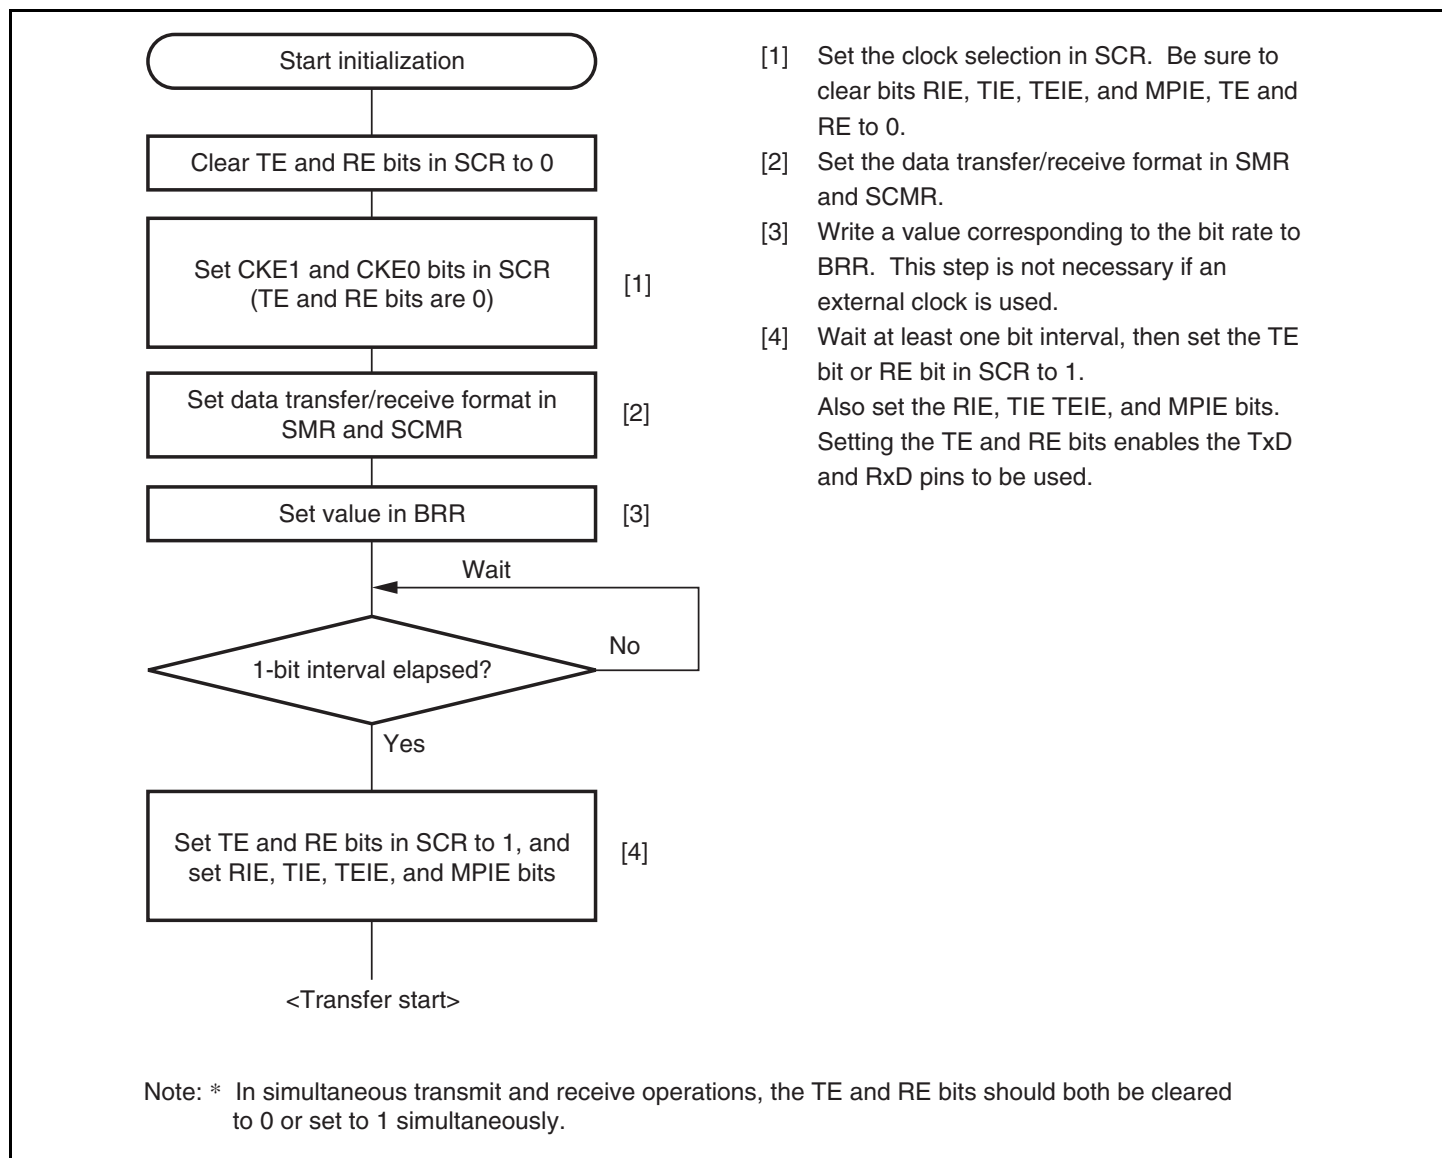 Start initialization
Clear TE and RE bits in SCR to 0
Set CKE1 and CKE0 bits in SCR
(TE and RE bits are 0)
[1]
Set data transfer/receive format in
SMR and SCMR
[2]
Set value in BRR
[3]
Wait
No
1-bit interval elapsed?
Yes
Set TE and RE bits in SCR to 1, and
set RIE, TIE, TEIE, and MPIE bits
[4]
<Transfer start>
[1] Set the clock selection in SCR. Be sure to
clear bits RIE, TIE, TEIE, and MPIE, TE and
RE to 0.
[2] Set the data transfer/receive format in SMR
and SCMR.
[3] Write a value corresponding to the bit rate to
BRR. This step is not necessary if an
external clock is used.
[4] Wait at least one bit interval, then set the TE
bit or RE bit in SCR to 1.
Also set the RIE, TIE TEIE, and MPIE bits.
Setting the TE and RE bits enables the TxD
and RxD pins to be used.
Note: * In simultaneous transmit and receive operations, the TE and RE bits should both be cleared
to 0 or set to 1 simultaneously.